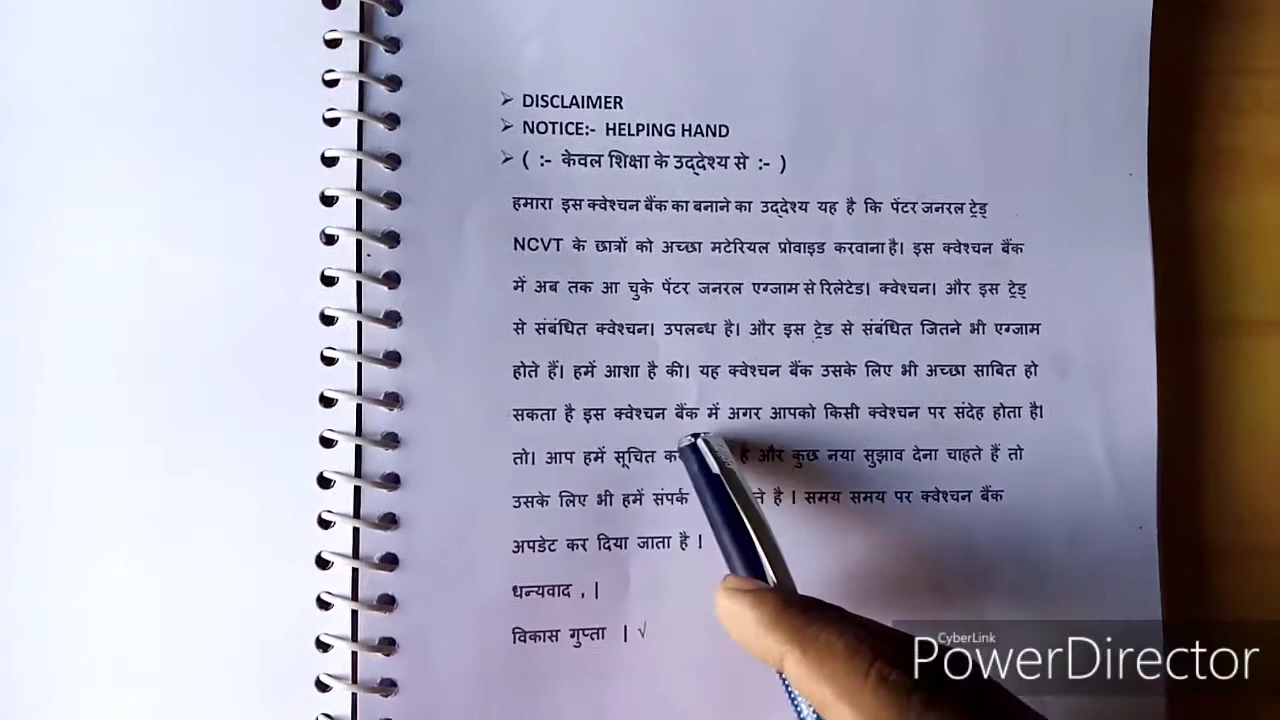 DISCLAIMER
NOTICE:- HELPING HAND
( :- केवल शिक्षा के उद्देश्य से :- )
हमारा इस क्वेश्चन बैंक का बनाने का उद्देश्य यह है कि पेंटर जनरल ट्रेड्
NCVT के छात्रों को अच्छा मटेरियल प्रोवाइड करवाना है। इस क्वेश्चन बैंक
में अब तक आ चुके पेंटर जनरल एग्जाम से रिलेटेड। क्वेश्चन। और इस ट्रेड्
से संबंधित क्वेश्चन। उपलब्ध है। और इस ट्रेड से संबंधित जितने भी एग्जाम
होते हैं। हमें आशा है की। यह क्वेश्चन बैंक उसके लिए भी अच्छा साबित हो
सकता है इस क्वेश्चन बैंक में अगर आपको किसी क्वेश्चन पर संदेह होता है।
तो। आप हमें सूचित है और कुछ नया सुझाव देना चाहते हैं तो
उसके लिए भी हमें संपर्क है । समय समय पर क्वेश्चन बैंक
अपडेट कर दिया जाता है ।
धन्यवाद , |
विकास गुप्ता | √
CyberLink
PowerDirector